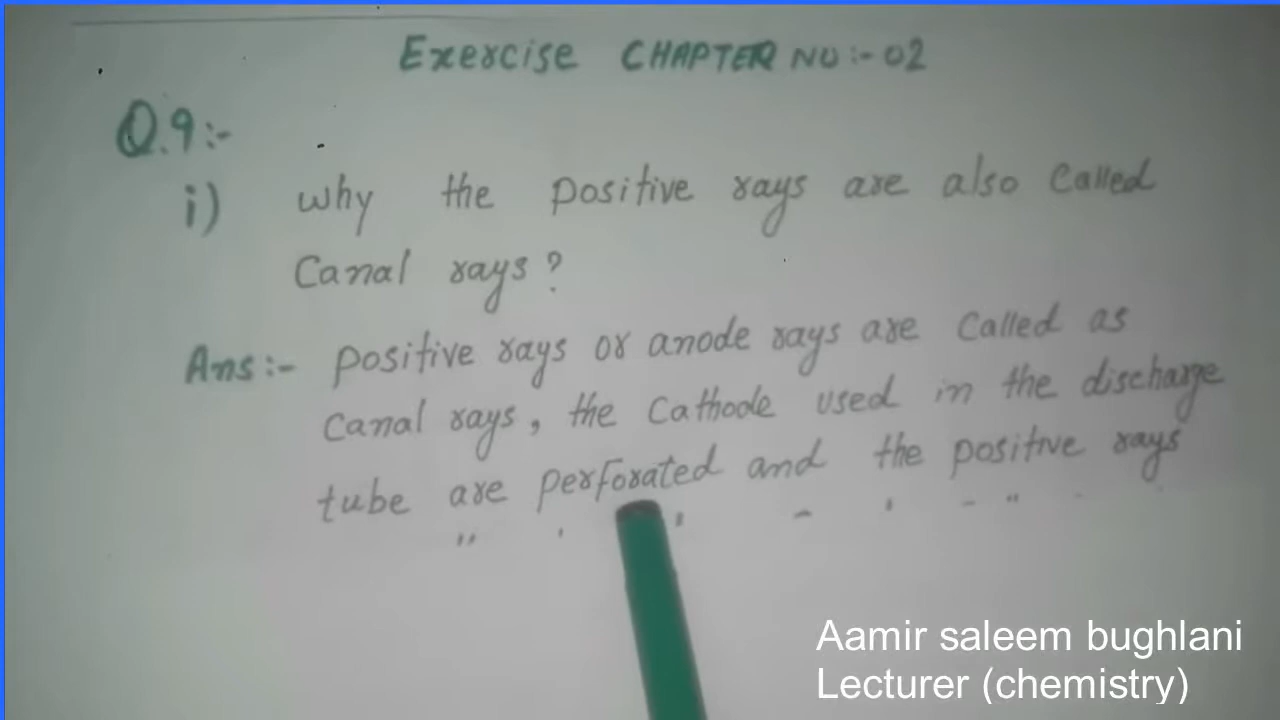 Exercise CHAPTER NO:-02
Q.9:-
i) why the positive rays are also called
Canal rays?
Ans:- positive rays or anode rays are called as
canal rays, the cathode used in the discharge
tube are perforated and the positive rays
Aamir saleem bughlani
Lecturer (chemistry)